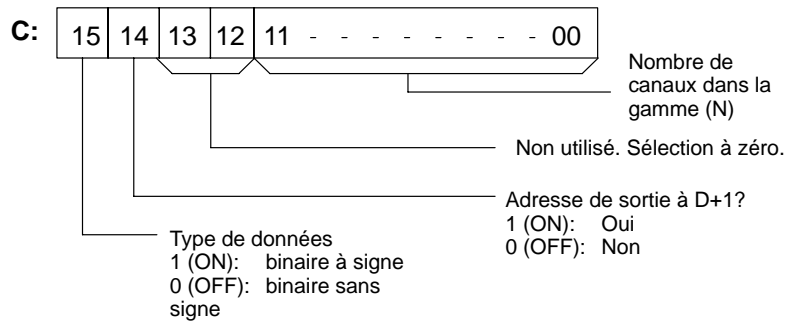 C: 15 14 13 12 11 - - - - - - - - 00
Nombre de
canaux dans la
gamme (N)
Non utilisé. Sélection à zéro.
Adresse de sortie à D+1?
1 (ON): Oui
0 (OFF): Non
Type de données
1 (ON): binaire à signe
0 (OFF): binaire sans
signe